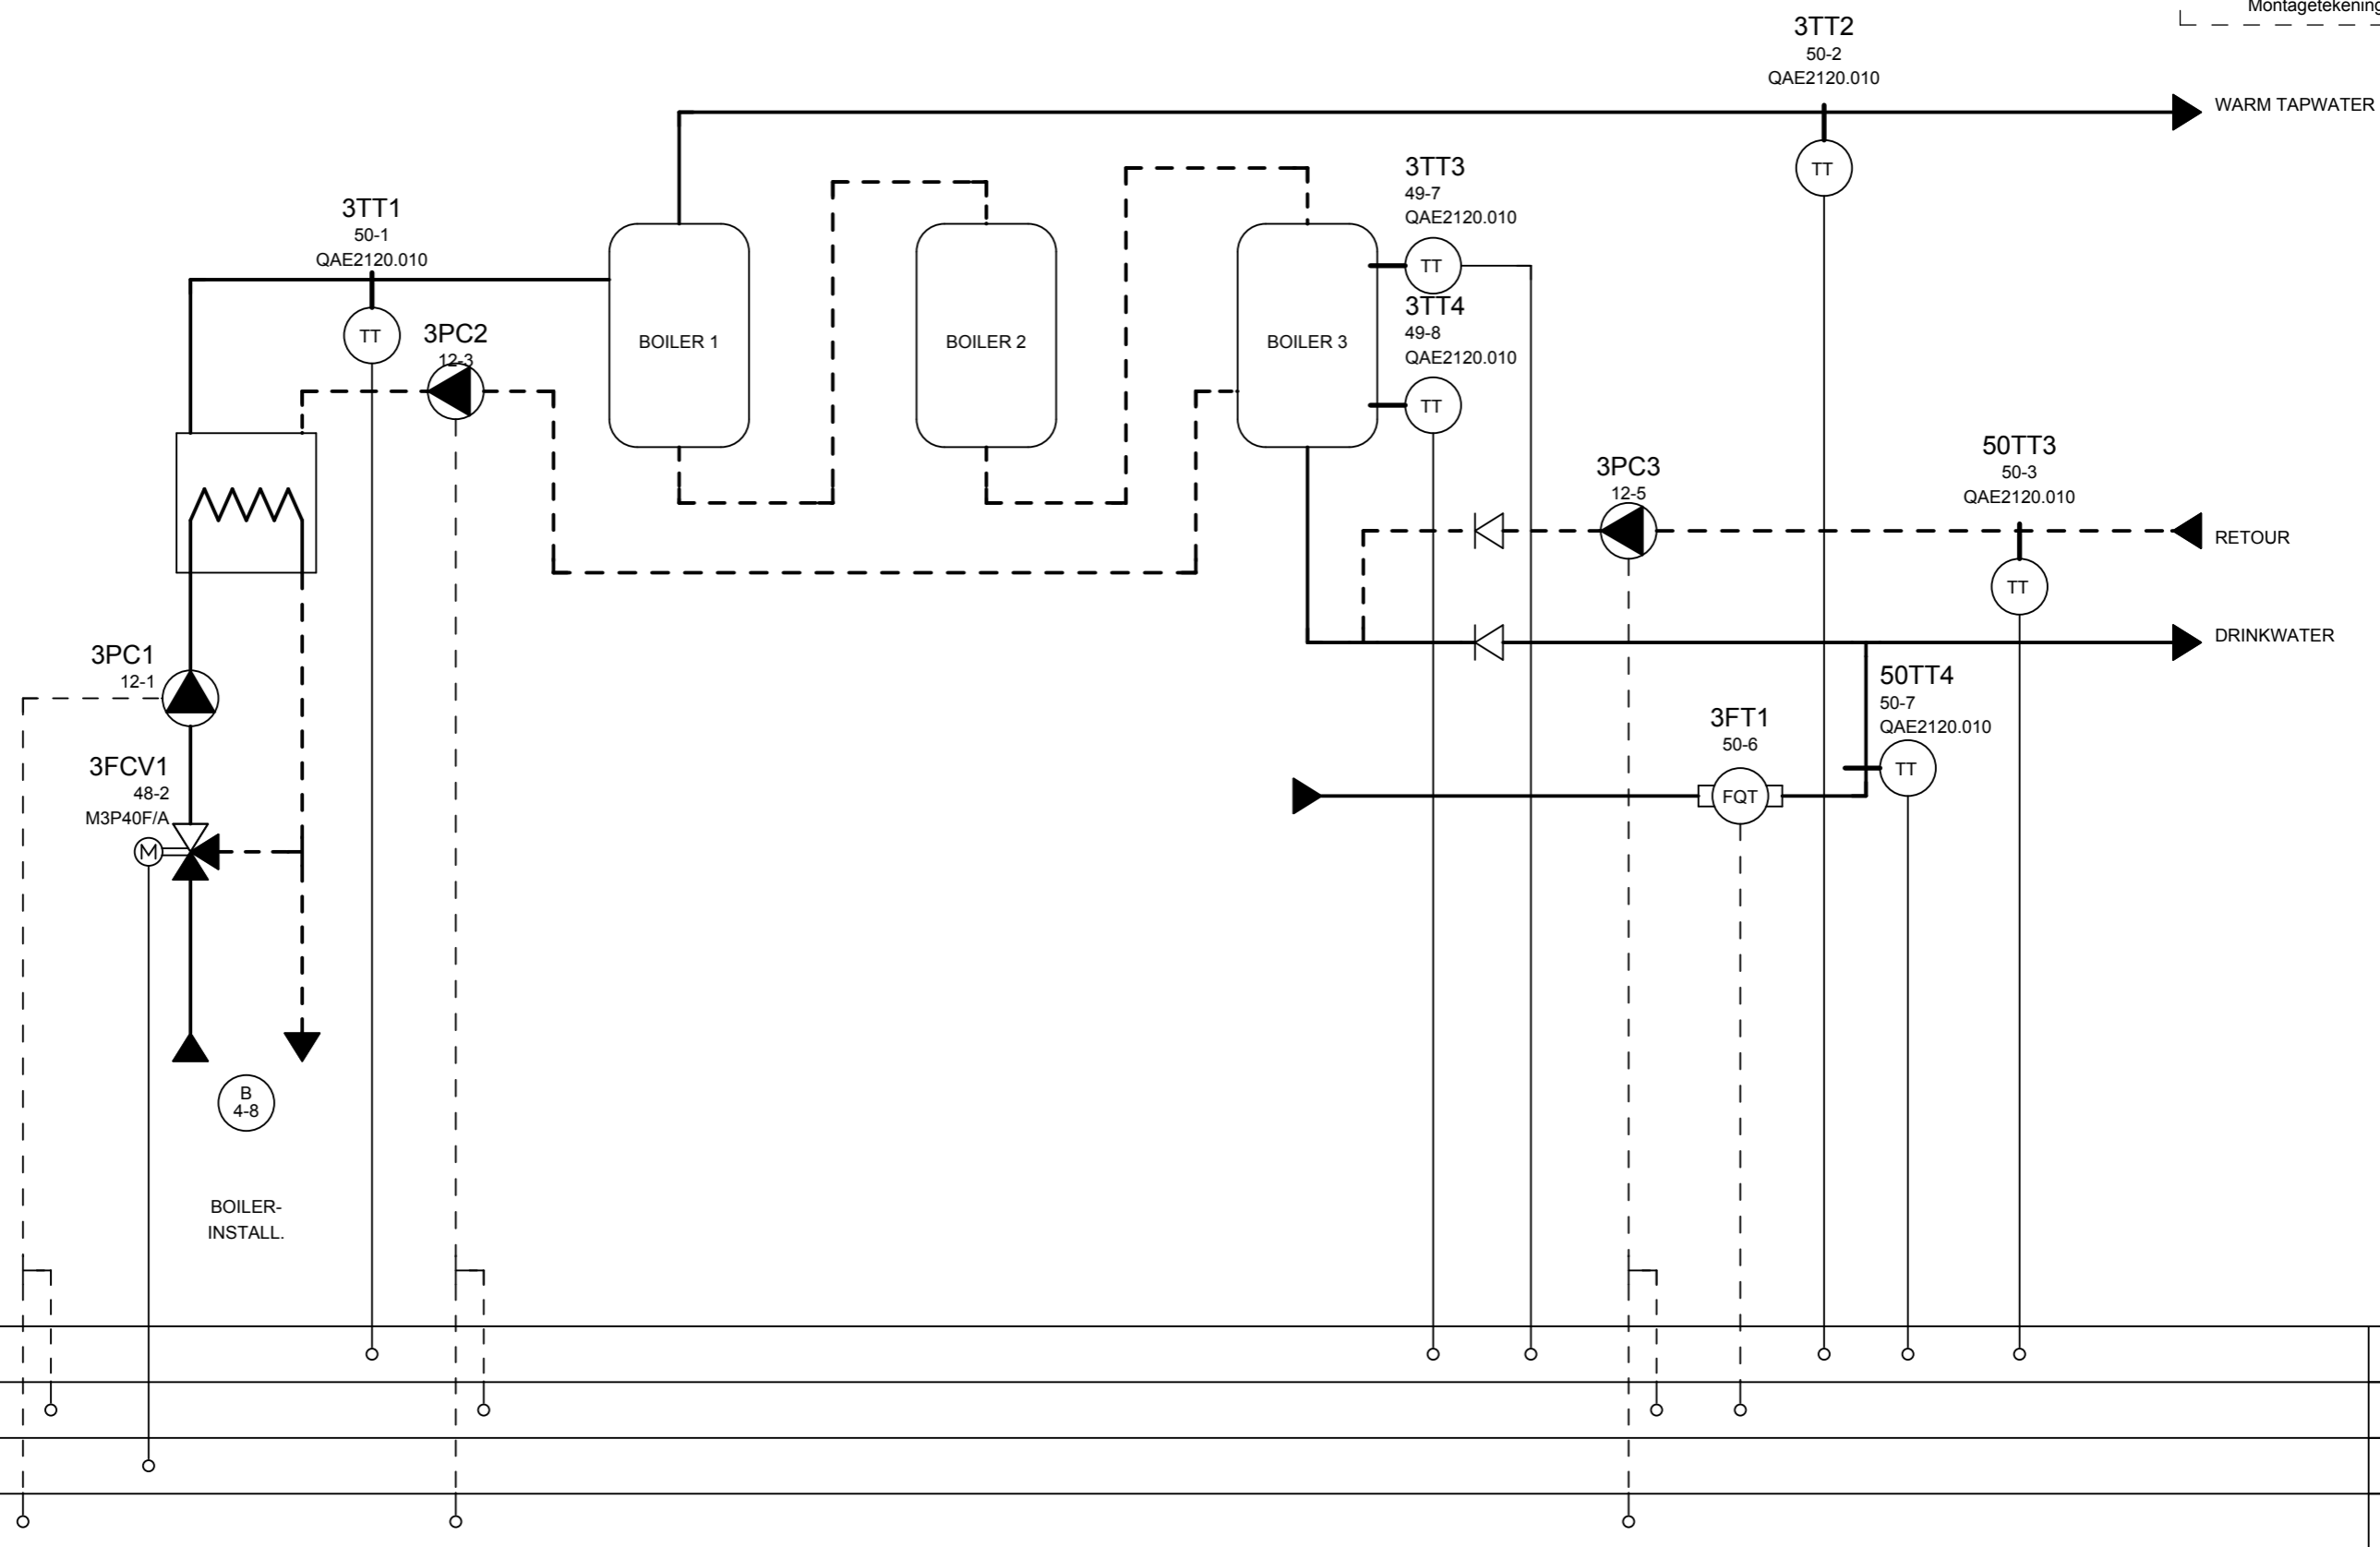 Montagetekening
3TT2
50-2
QAE2120.010
WARM TAPWATER
TT
3TT3
49-7
QAE2120.010
TT
3TT1
50-1
QAE2120.010
TT
3PC2
12-3
BOILER 1
BOILER 2
BOILER 3
3TT4
49-8
QAE2120.010
TT
3PC3
12-5
50TT3
50-3
QAE2120.010
RETOUR
TT
DRINKWATER
3PC1
12-1
50TT4
50-7
QAE2120.010
TT
3FT1
50-6
FQT
3FCV1
48-2
M3P40F/A
M
B
4-8
BOILER-
INSTALL.